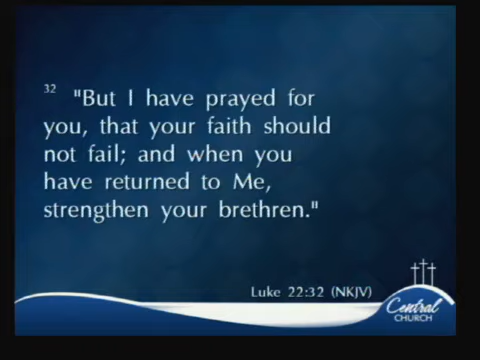 32 "But I have prayed for
you, that your faith should
not fail; and when you
have returned to Me,
strengthen your brethren."
Luke 22:32 (NKJV)
Central
CHURCH